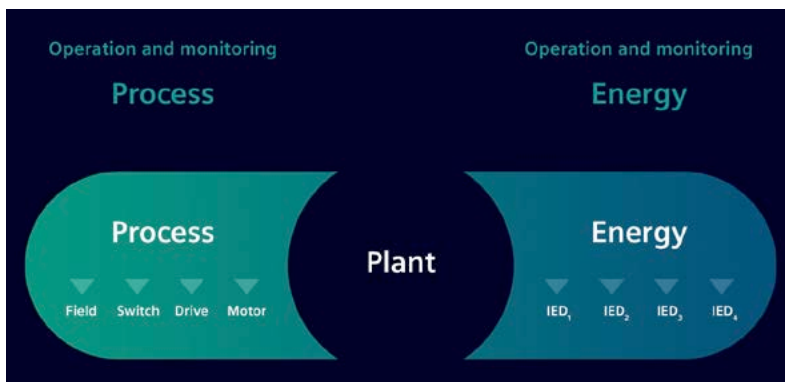 Operation and monitoring
Process
Operation and monitoring
Energy
Process
Field Switch Drive Motor
Plant
Energy
IED₁ IED₂ IED₃ IED₄